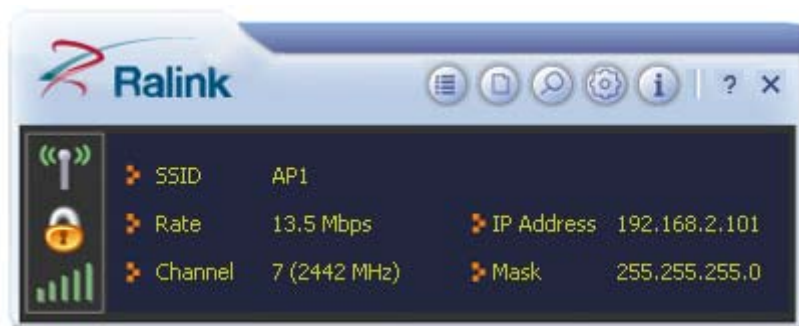 Ralink
i ? ×
SSID AP1
Rate 13.5 Mbps IP Address 192.168.2.101
Channel 7 (2442 MHz) Mask 255.255.255.0